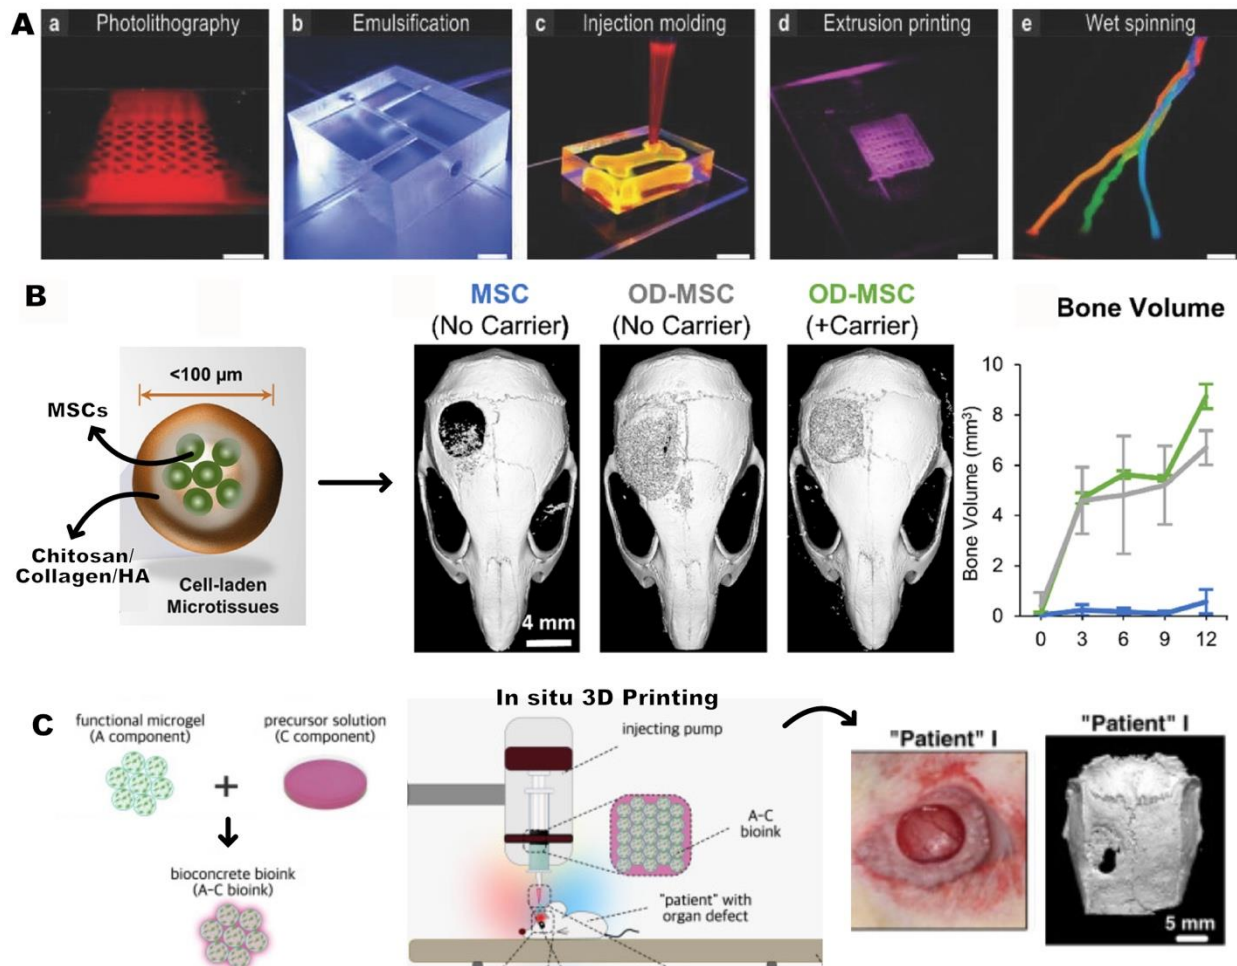 A
a Photolithography
b Emulsification
c Injection molding
d Extrusion printing
e Wet spinning
B
<100 µm
MSCs
Chitosan/
Collagen/HA
Cell-laden
Microtissues
MSC
(No Carrier)
4 mm
OD-MSC
(No Carrier)
OD-MSC
(+Carrier)
Bone Volume
Bone Volume (mm³)
10
8
6
4
2
0
0 3 6 9 12
C
functional microgel
(A component)
+
precursor solution
(C component)
bioconcrete bioink
(A-C bioink)
In situ 3D Printing
injecting pump
A-C
bioink
"patient" with
organ defect
"Patient" I
"Patient" I
5 mm